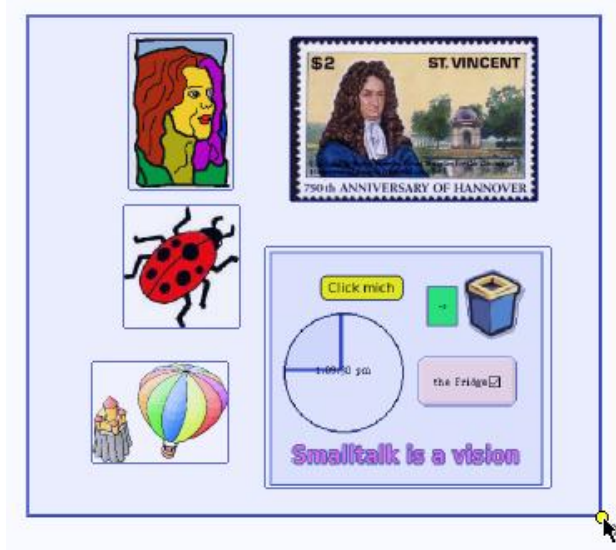 $2 ST. VINCENT
750th ANNIVERSARY OF HANNOVER
Click mich
the Fridge
Smalltalk is a vision